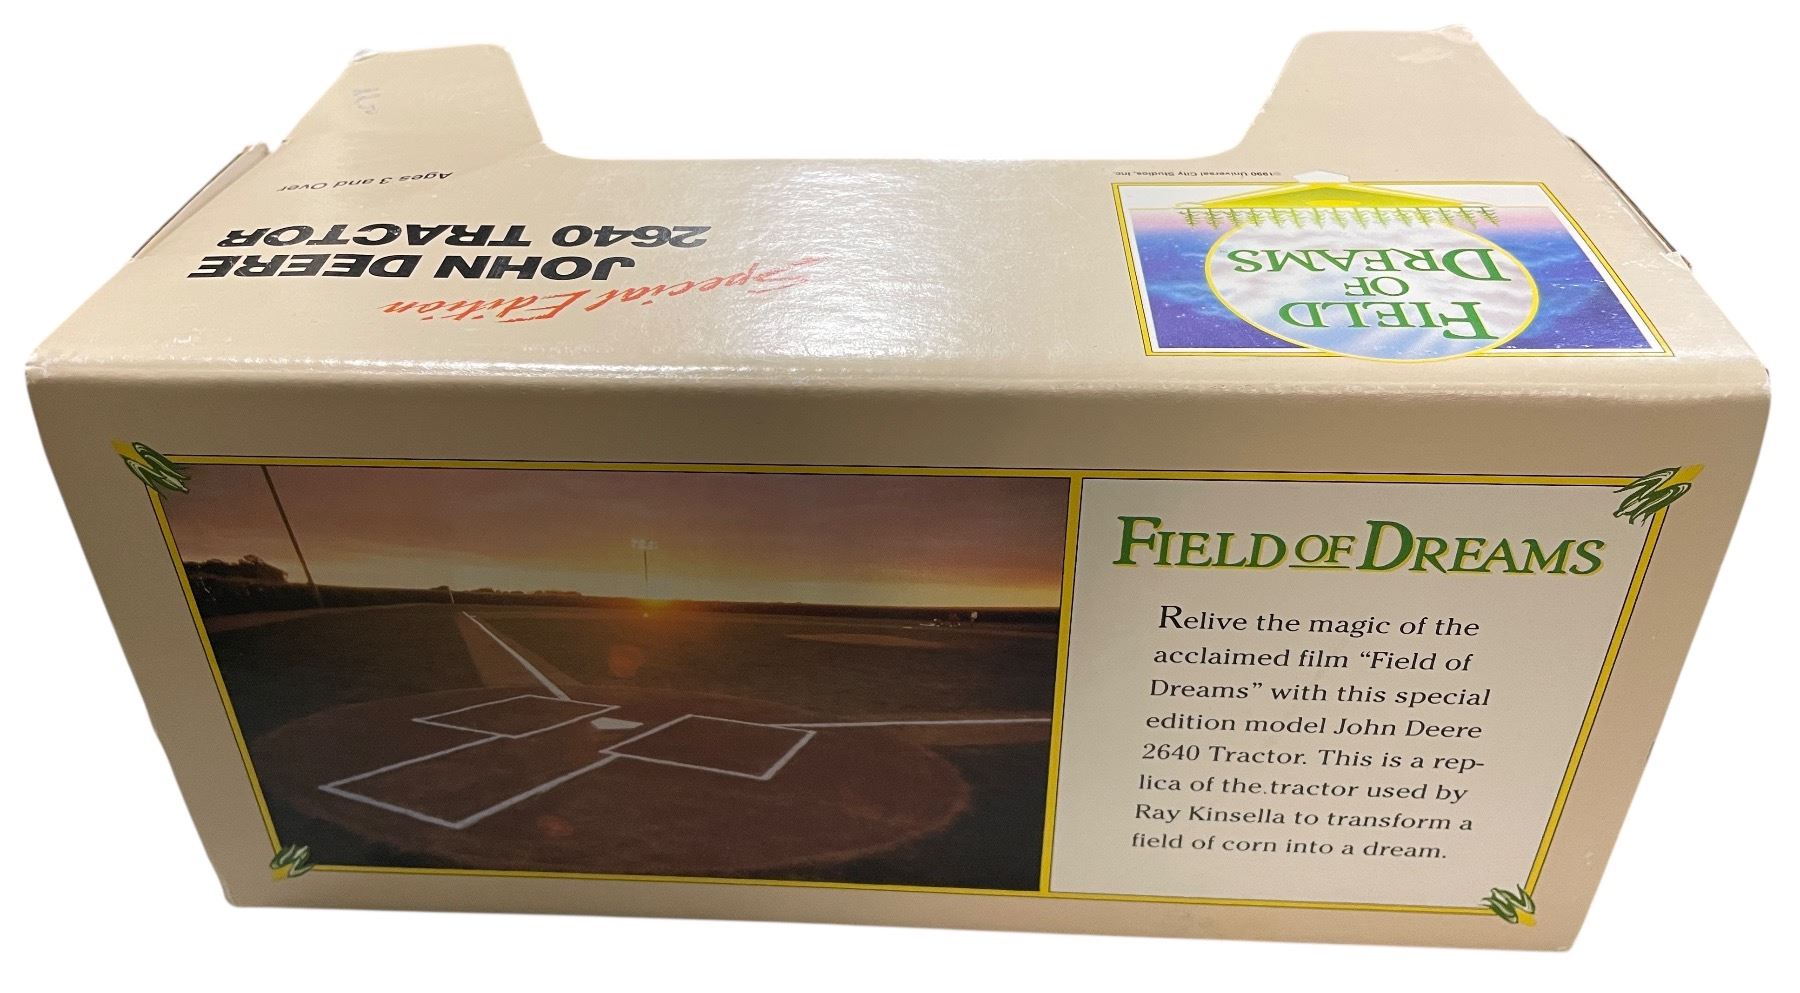 Ages 3 and Over
©1990 Universal City Studios, Inc.
Special Edition
JOHN DEERE
2640 TRACTOR
FIELD
OF
DREAMS
FIELD OF DREAMS
Relive the magic of the
acclaimed film “Field of
Dreams” with this special
edition model John Deere
2640 Tractor. This is a rep-
lica of the tractor used by
Ray Kinsella to transform a
field of corn into a dream.